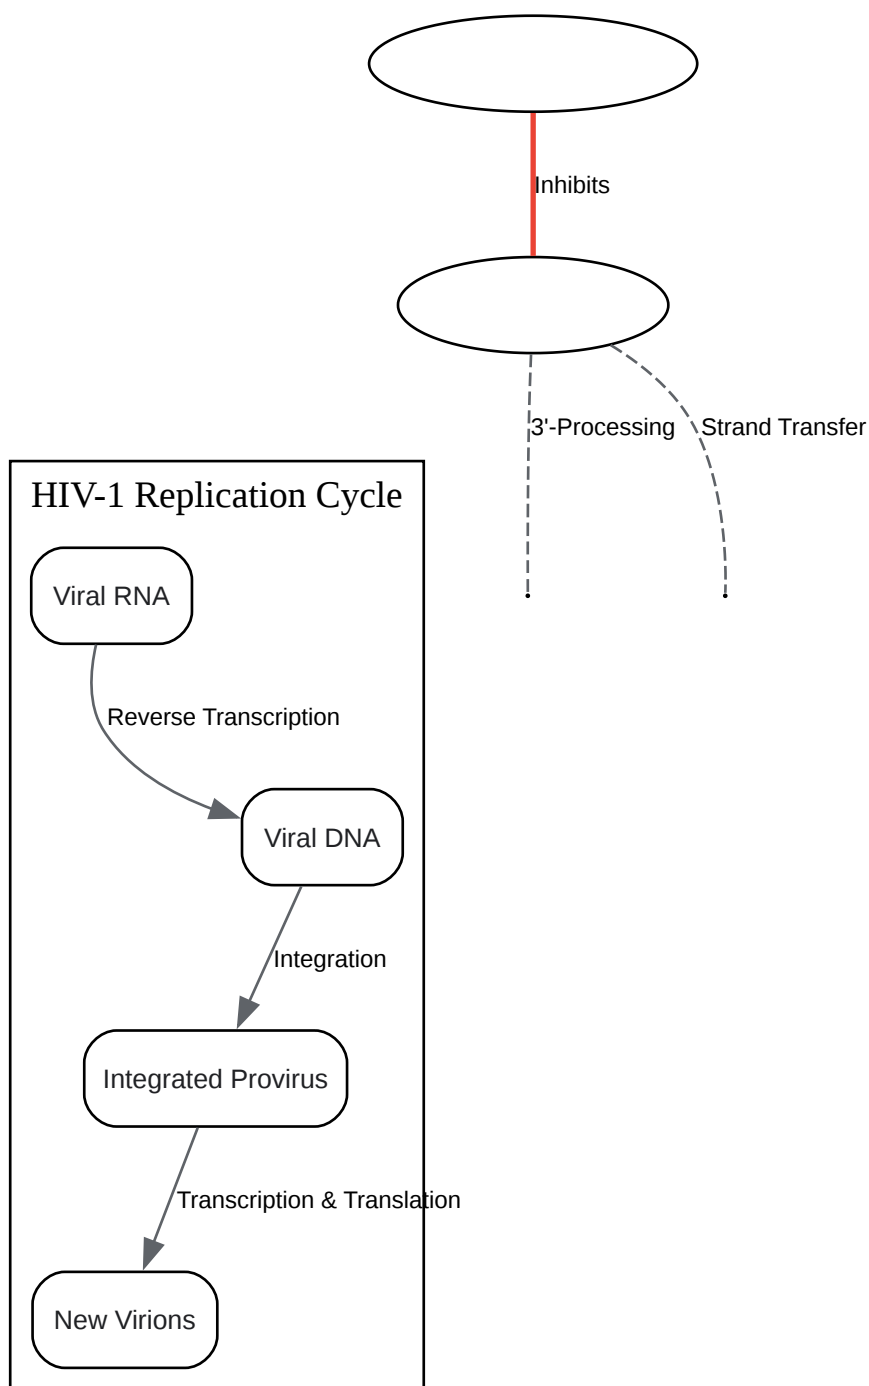 Inhibits
3'-Processing
Strand Transfer
HIV-1 Replication Cycle
Viral RNA
Reverse Transcription
Viral DNA
Integration
Integrated Provirus
Transcription & Translation
New Virions